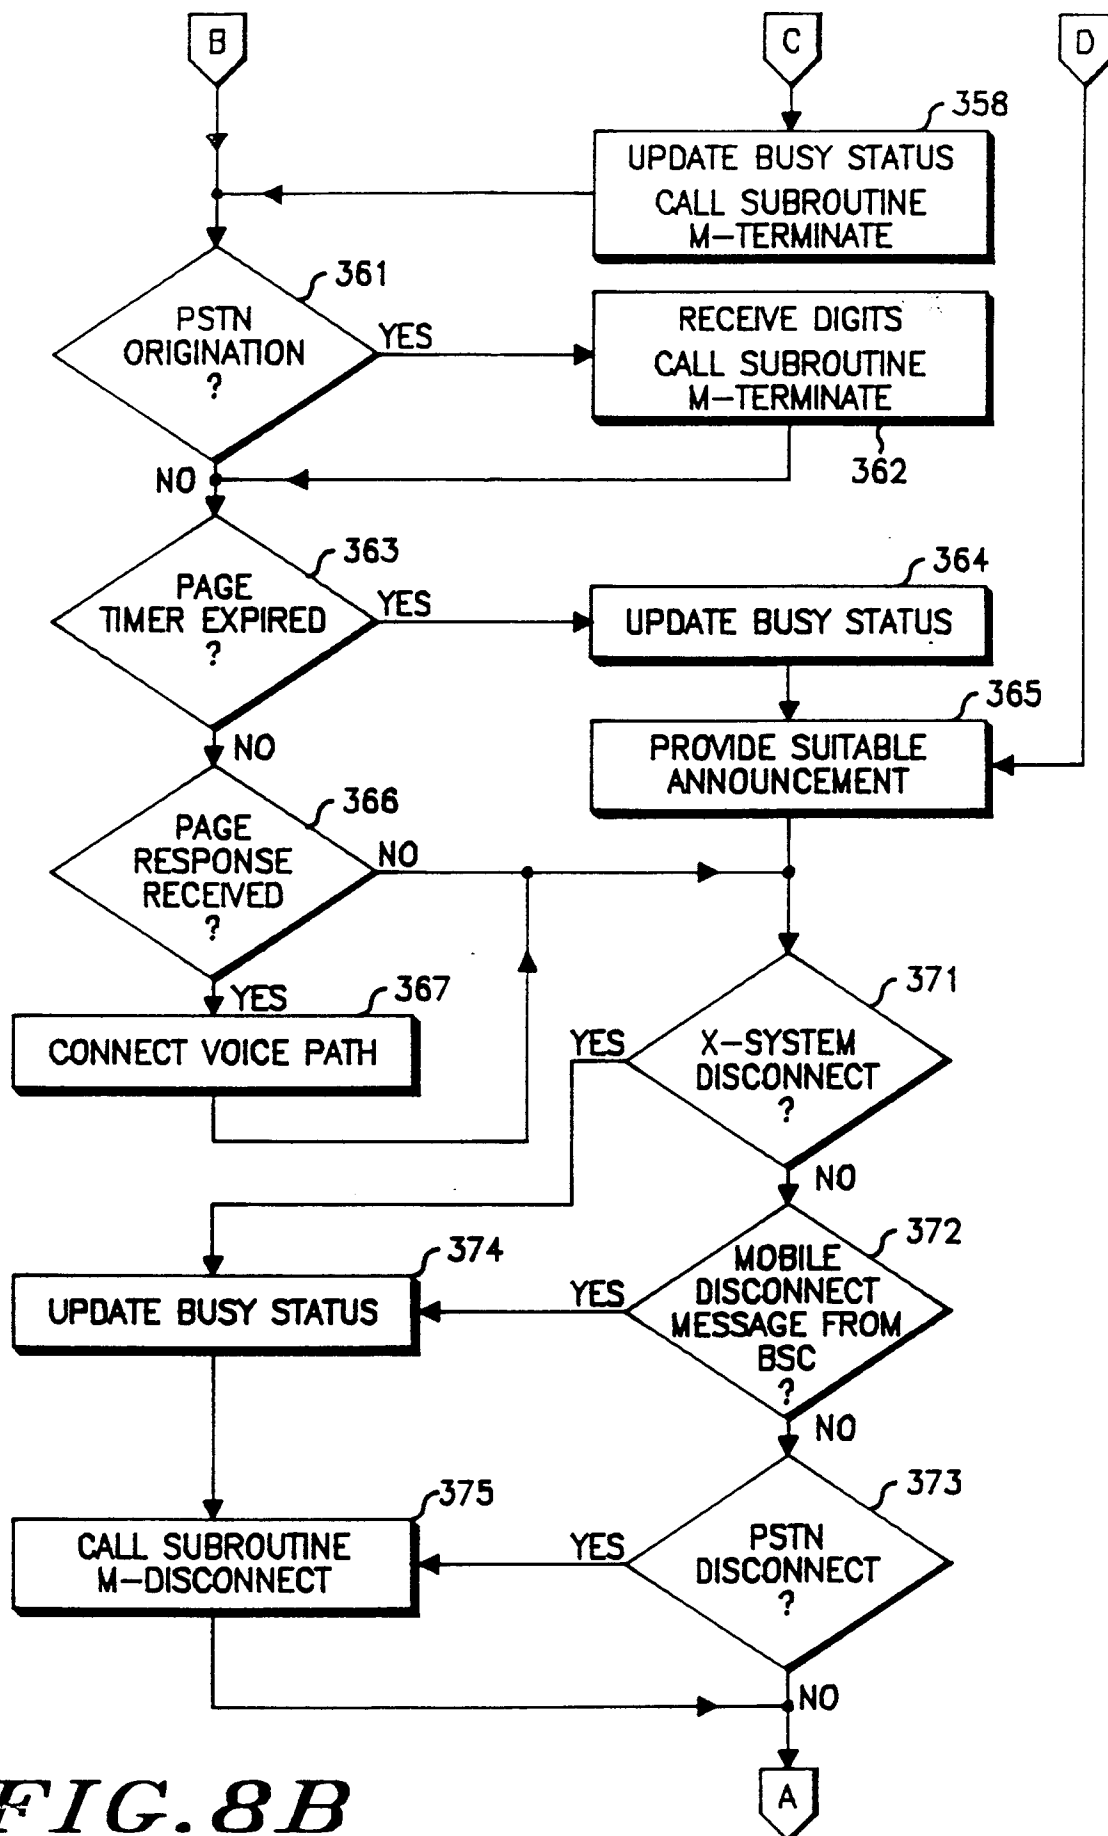 B
C
D
358
UPDATE BUSY STATUS
CALL SUBROUTINE
M-TERMINATE
361
PSTN
ORIGINATION
?
YES
RECEIVE DIGITS
CALL SUBROUTINE
M-TERMINATE
362
NO
363
PAGE
TIMER EXPIRED
?
YES
364
UPDATE BUSY STATUS
365
PROVIDE SUITABLE
ANNOUNCEMENT
NO
366
PAGE
RESPONSE
RECEIVED
?
NO
YES
367
CONNECT VOICE PATH
371
X-SYSTEM
DISCONNECT
?
YES
NO
372
MOBILE
DISCONNECT
MESSAGE FROM
BSC
?
YES
374
UPDATE BUSY STATUS
NO
373
PSTN
DISCONNECT
?
YES
375
CALL SUBROUTINE
M-DISCONNECT
NO
A
FIG.8B